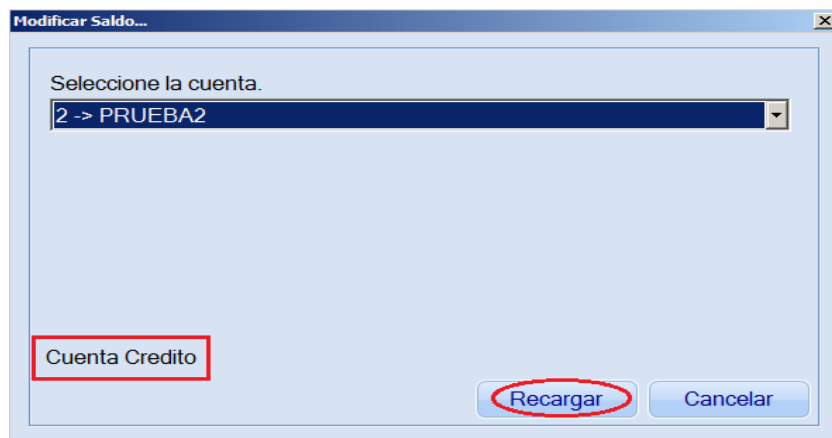 Modificar Saldo...
Seleccione la cuenta.
2 -> PRUEBA2
Cuenta Credito
Recargar
Cancelar